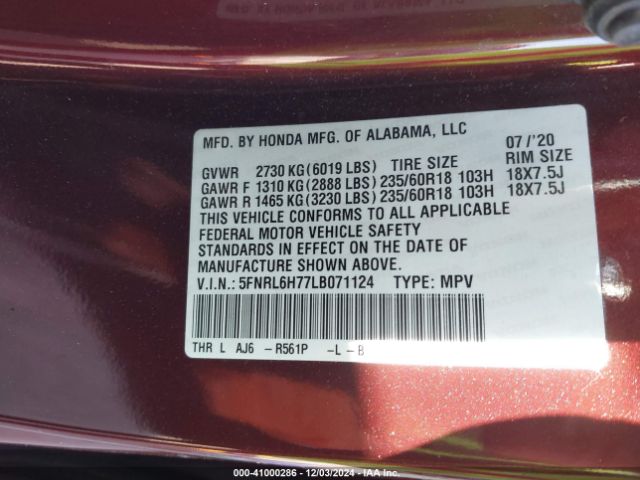 MFD. BY HONDA MFG. OF ALABAMA, LLC 07/'20
GVWR 2730 KG(6019 LBS) TIRE SIZE RIM SIZE
GAWR F 1310 KG(2888 LBS) 235/60R18 103H 18X7.5J
GAWR R 1465 KG(3230 LBS) 235/60R18 103H 18X7.5J
THIS VEHICLE CONFORMS TO ALL APPLICABLE
FEDERAL MOTOR VEHICLE SAFETY
STANDARDS IN EFFECT ON THE DATE OF
MANUFACTURE SHOWN ABOVE.
V.I.N.: 5FNRL6H77LB071124 TYPE: MPV
THR L AJ6 -R561P -L-B
000-41000286 - 12/03/2024 - IAA Inc.